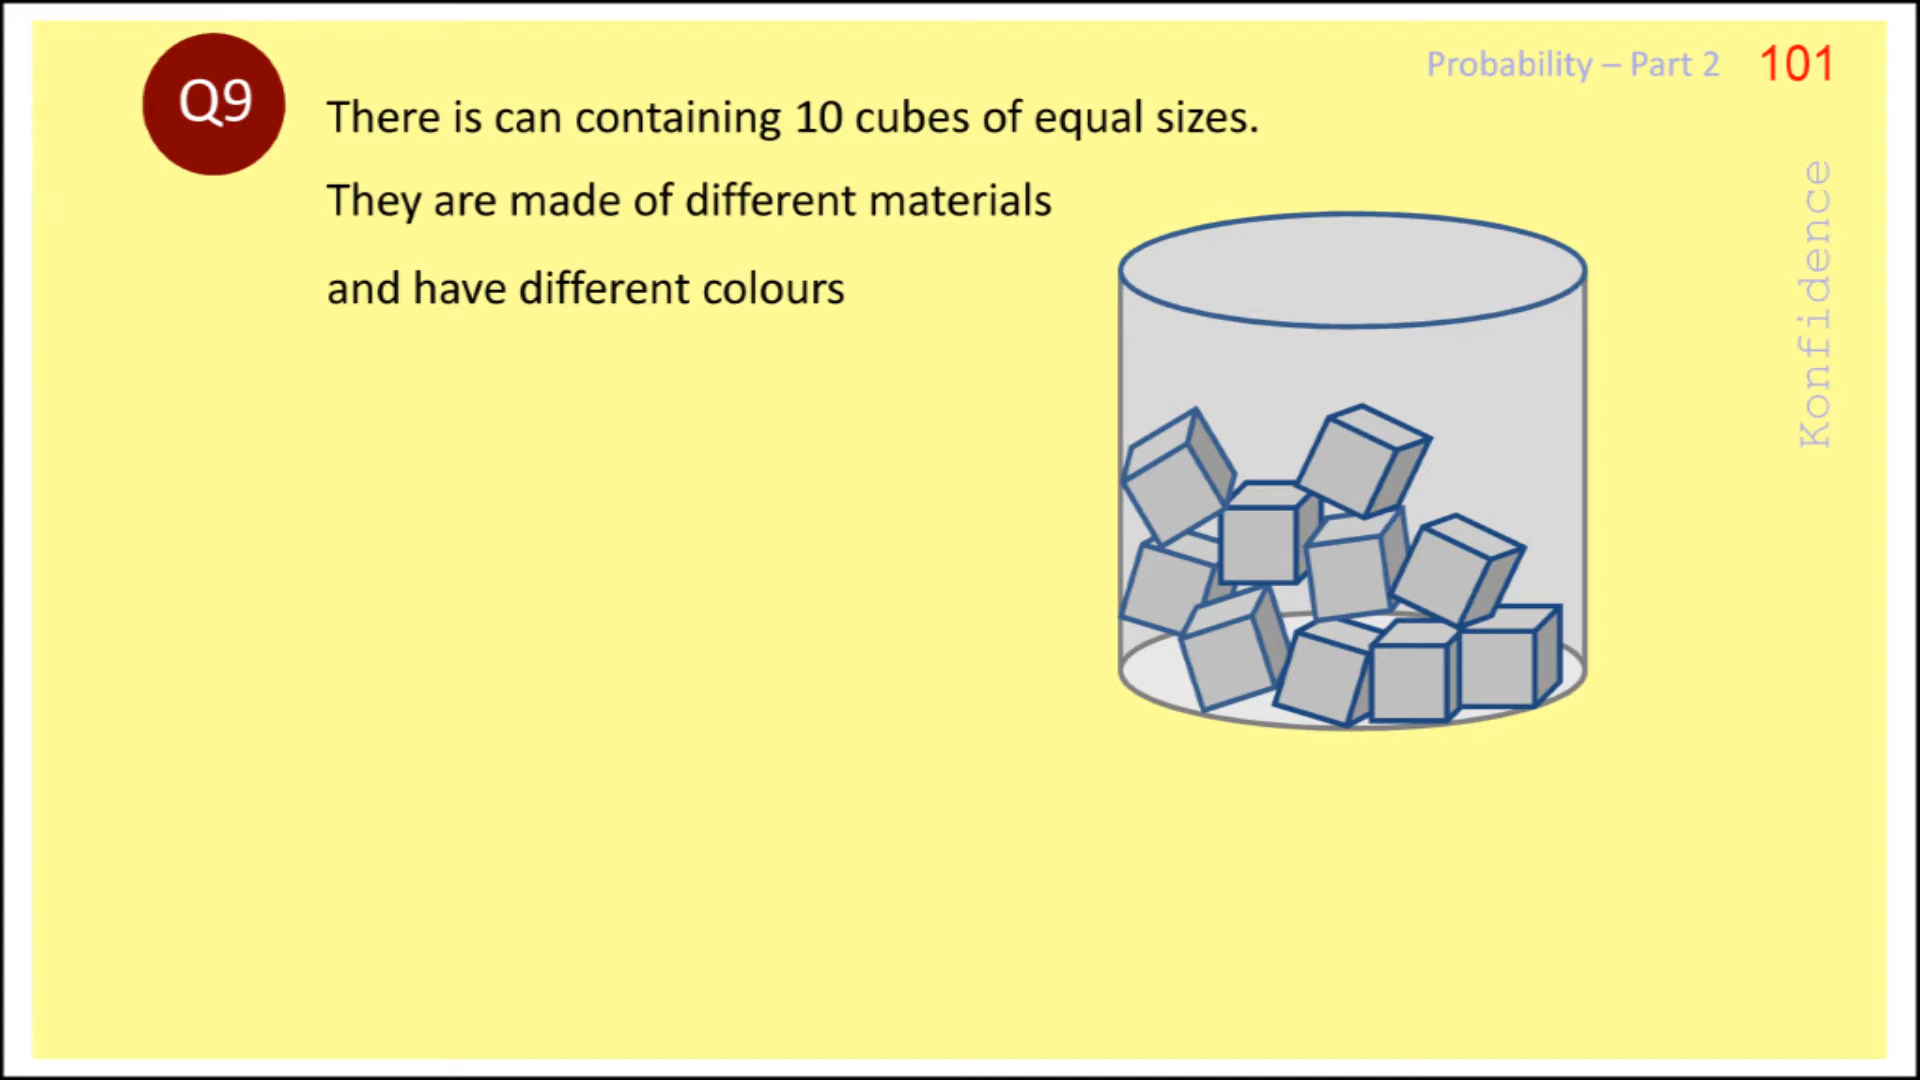 Probability – Part 2 101
Q9
There is can containing 10 cubes of equal sizes.
They are made of different materials
and have different colours
Konfidence